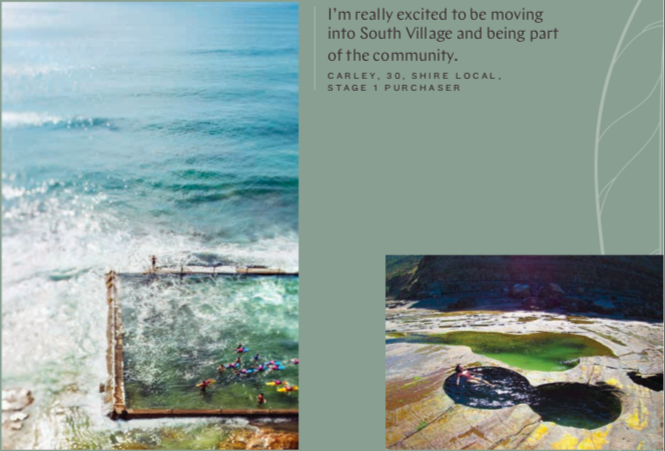 I'm really excited to be moving
into South Village and being part
of the community.
CARLEY, 30, SHIRE LOCAL,
STAGE 1 PURCHASER